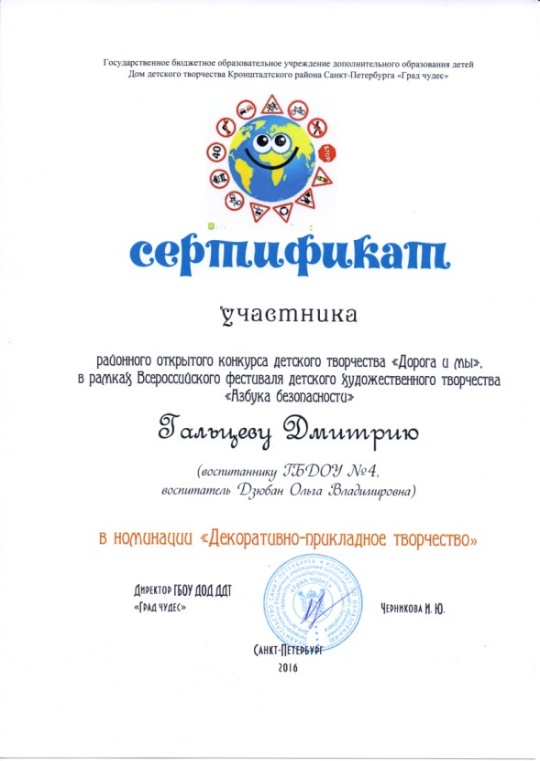 Государственное бюджетное образовательное учреждение дополнительного образования детей
Дом детского творчества Кронштадтского района Санкт-Петербурга «Град чудес»
40
STOP
сертификат
участника
районного открытого конкурса детского творчества «Дорога и мы»,
в рамках Всероссийского фестиваля детского художественного творчества
«Азбука безопасности»
Гальцеву Дмитрию
(воспитаннику ГБДОУ №4,
воспитатель Дзюбан Ольга Владимировна)
в номинации «Декоративно-прикладное творчество»
Директор ГБОУ ДОД ДДТ
«Град чудес»
Черникова И. Ю.
«Град чудес»
Санкт-Петербург
2016